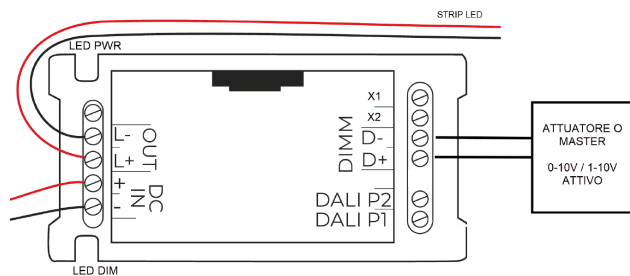 STRIP LED
LED PWR
L-
L+
OUT
+
-
DC
IN
X1
X2
D-
D+
DIMM
DALI P2
DALI P1
ATTUATORE O
MASTER
0-10V / 1-10V
ATTIVO
LED DIM